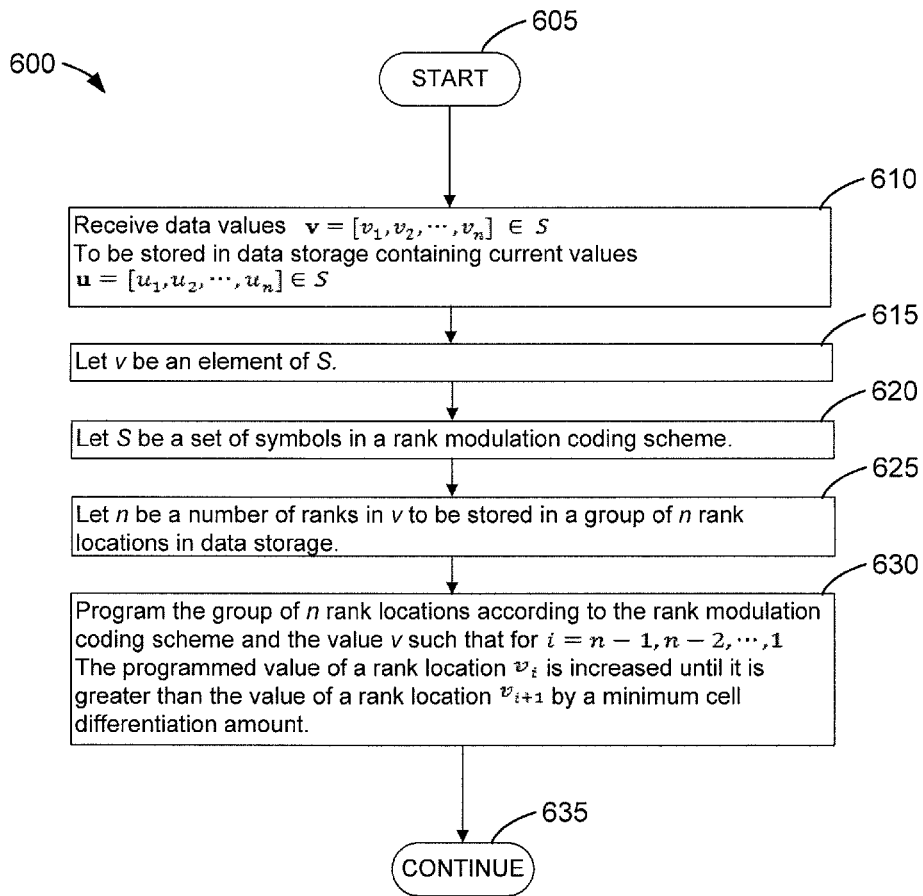 605
600
START
610
Receive data values v = [v₁, v₂, ⋯, vₙ] ∈ S
To be stored in data storage containing current values
u = [u₁, u₂, ⋯, uₙ] ∈ S
615
Let v be an element of S.
620
Let S be a set of symbols in a rank modulation coding scheme.
625
Let n be a number of ranks in v to be stored in a group of n rank
locations in data storage.
630
Program the group of n rank locations according to the rank modulation
coding scheme and the value v such that for i = n − 1, n − 2, ⋯, 1
The programmed value of a rank location vᵢ is increased until it is
greater than the value of a rank location vᵢ₊₁ by a minimum cell
differentiation amount.
635
CONTINUE